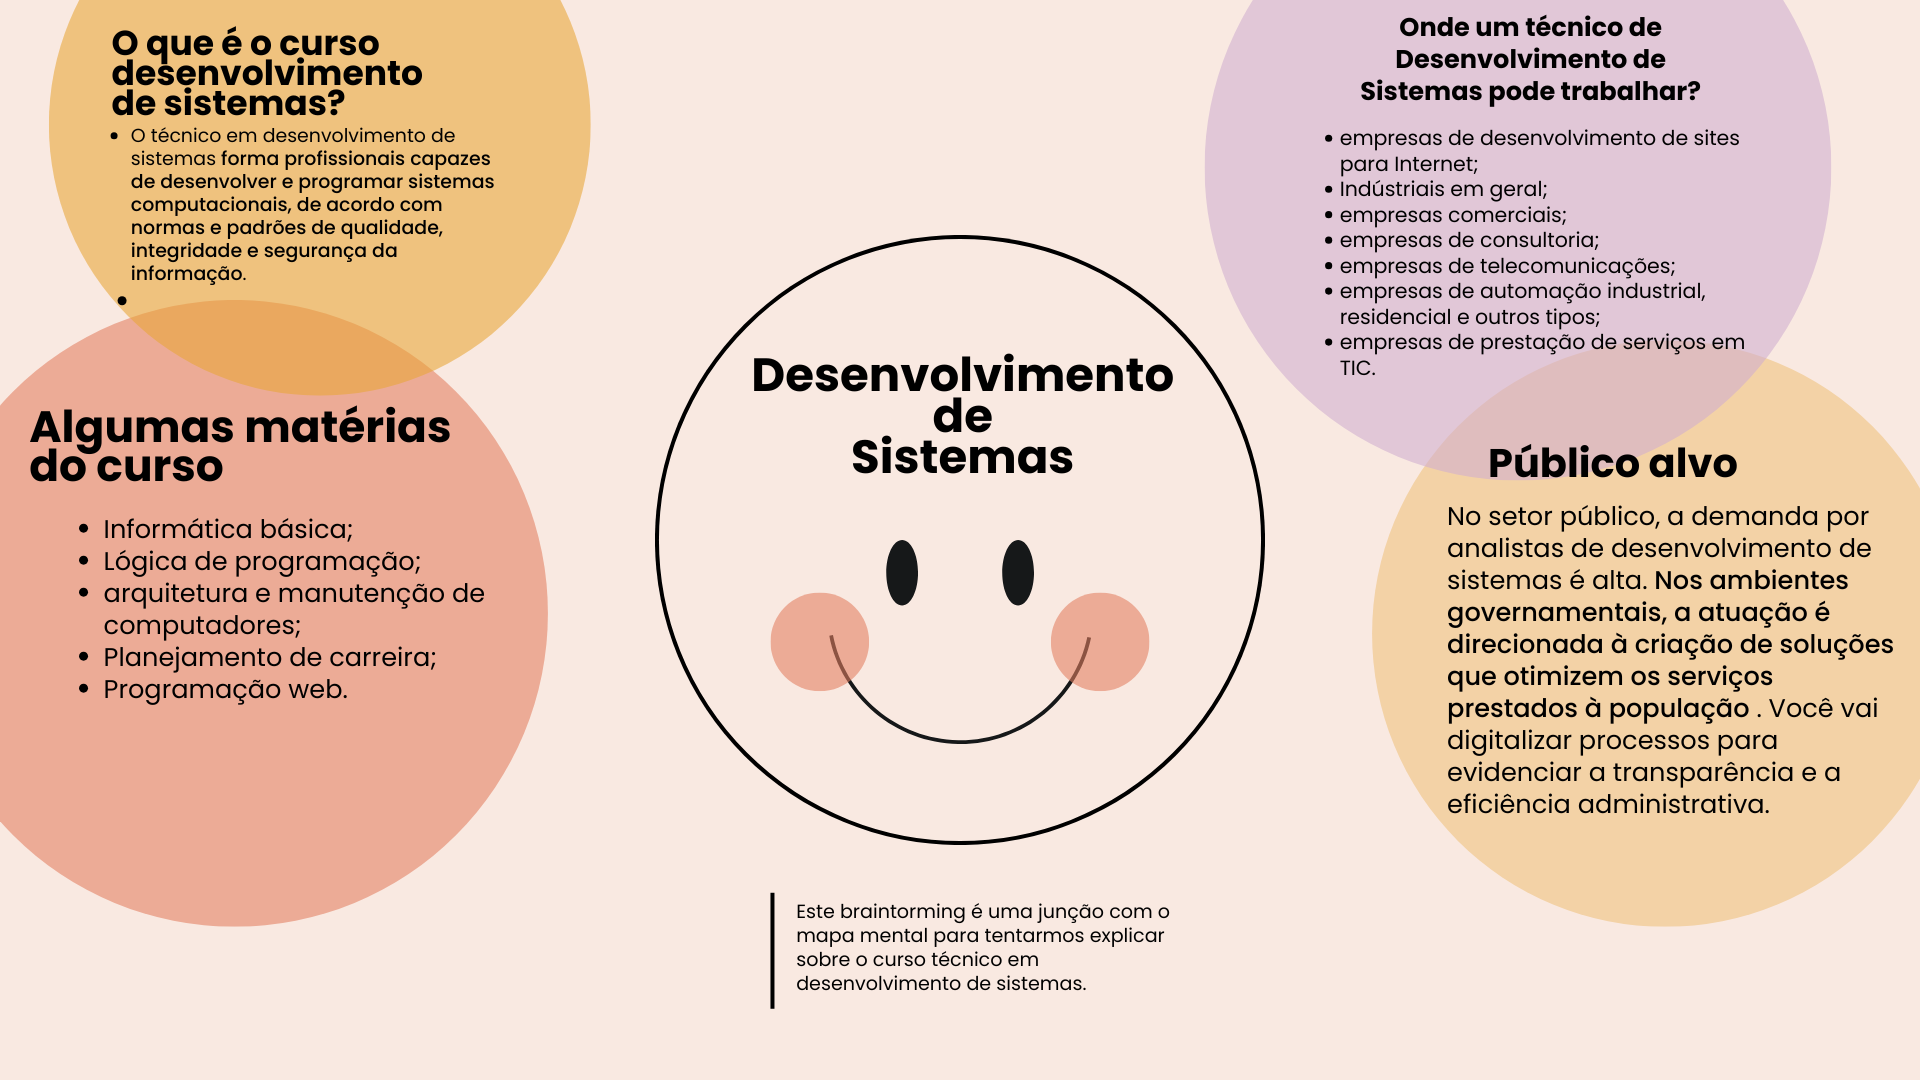 O que é o curso
desenvolvimento
de sistemas?
• O técnico em desenvolvimento de
sistemas forma profissionais capazes
de desenvolver e programar sistemas
computacionais, de acordo com
normas e padrões de qualidade,
integridade e segurança da
informação.
•
Algumas matérias
do curso
• Informática básica;
• Lógica de programação;
• arquitetura e manutenção de
computadores;
• Planejamento de carreira;
• Programação web.
Desenvolvimento
de
Sistemas
Este braintorming é uma junção com o
mapa mental para tentarmos explicar
sobre o curso técnico em
desenvolvimento de sistemas.
Onde um técnico de
Desenvolvimento de
Sistemas pode trabalhar?
• empresas de desenvolvimento de sites
para Internet;
• Indústriais em geral;
• empresas comerciais;
• empresas de consultoria;
• empresas de telecomunicações;
• empresas de automação industrial,
residencial e outros tipos;
• empresas de prestação de serviços em
TIC.
Público alvo
No setor público, a demanda por
analistas de desenvolvimento de
sistemas é alta. Nos ambientes
governamentais, a atuação é
direcionada à criação de soluções
que otimizem os serviços
prestados à população . Você vai
digitalizar processos para
evidenciar a transparência e a
eficiência administrativa.